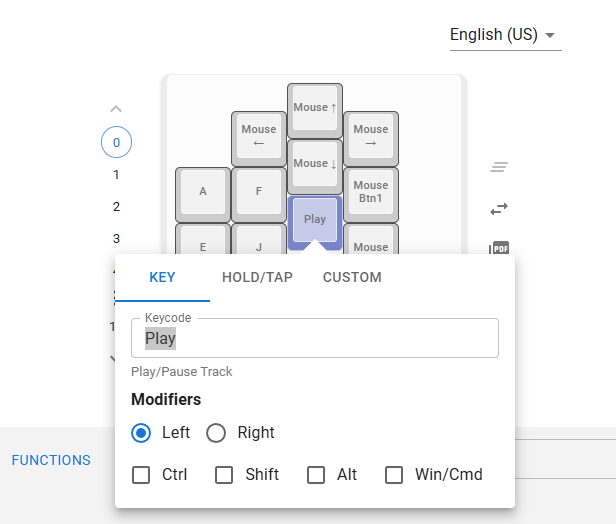 English (US)
Mouse ↑
Mouse ←
Mouse →
0
Mouse ↓
1
A
F
Mouse Btn1
2
Play
PDF
3
E
J
Mouse
KEY
HOLD/TAP
CUSTOM
Keycode
Play
Play/Pause Track
Modifiers
Left
Right
FUNCTIONS
Ctrl
Shift
Alt
Win/Cmd